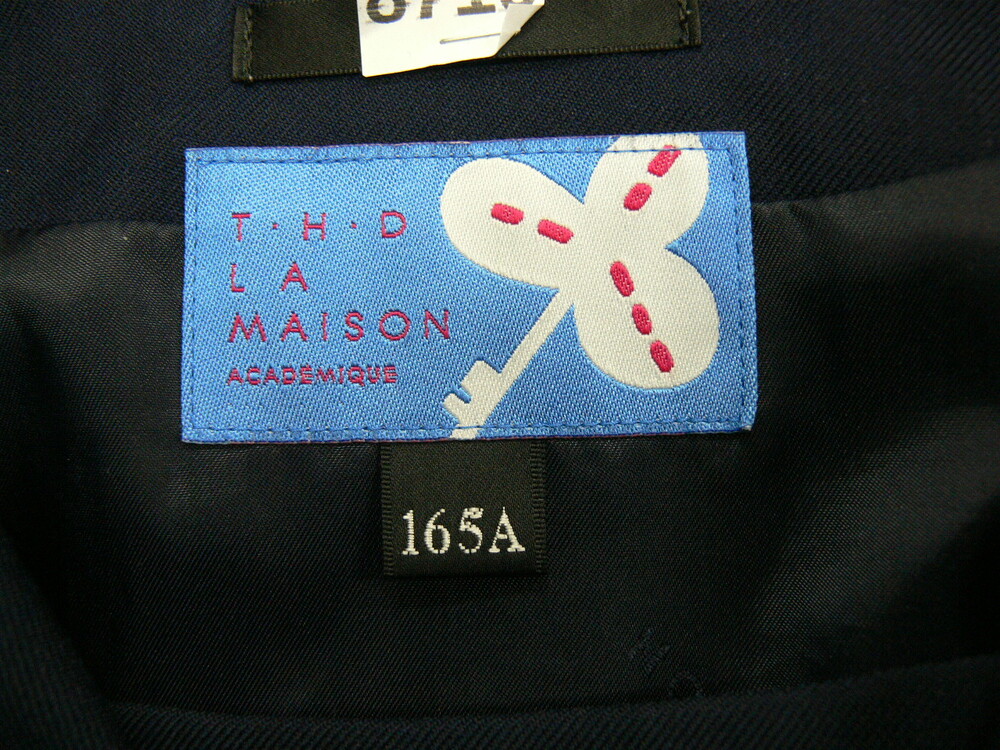 T·H·D
LA
MAISON
ACADEMIQUE
165A